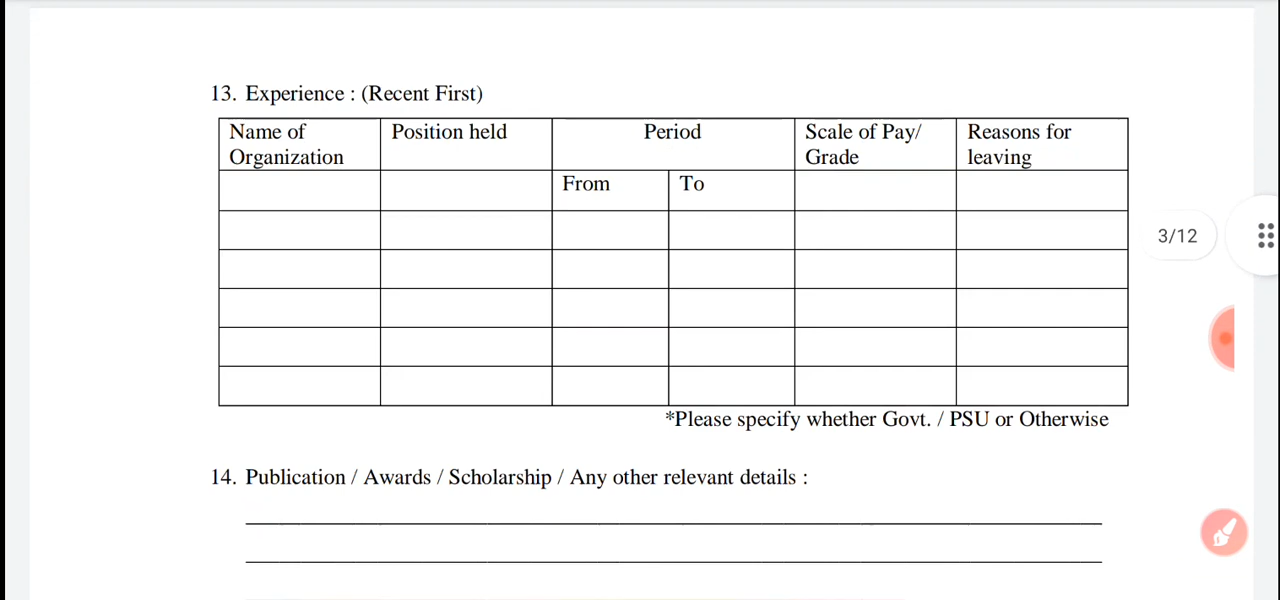 13. Experience : (Recent First)
Name of Organization Position held Period Scale of Pay/ Grade Reasons for leaving
From To
3/12
*Please specify whether Govt. / PSU or Otherwise
14. Publication / Awards / Scholarship / Any other relevant details :